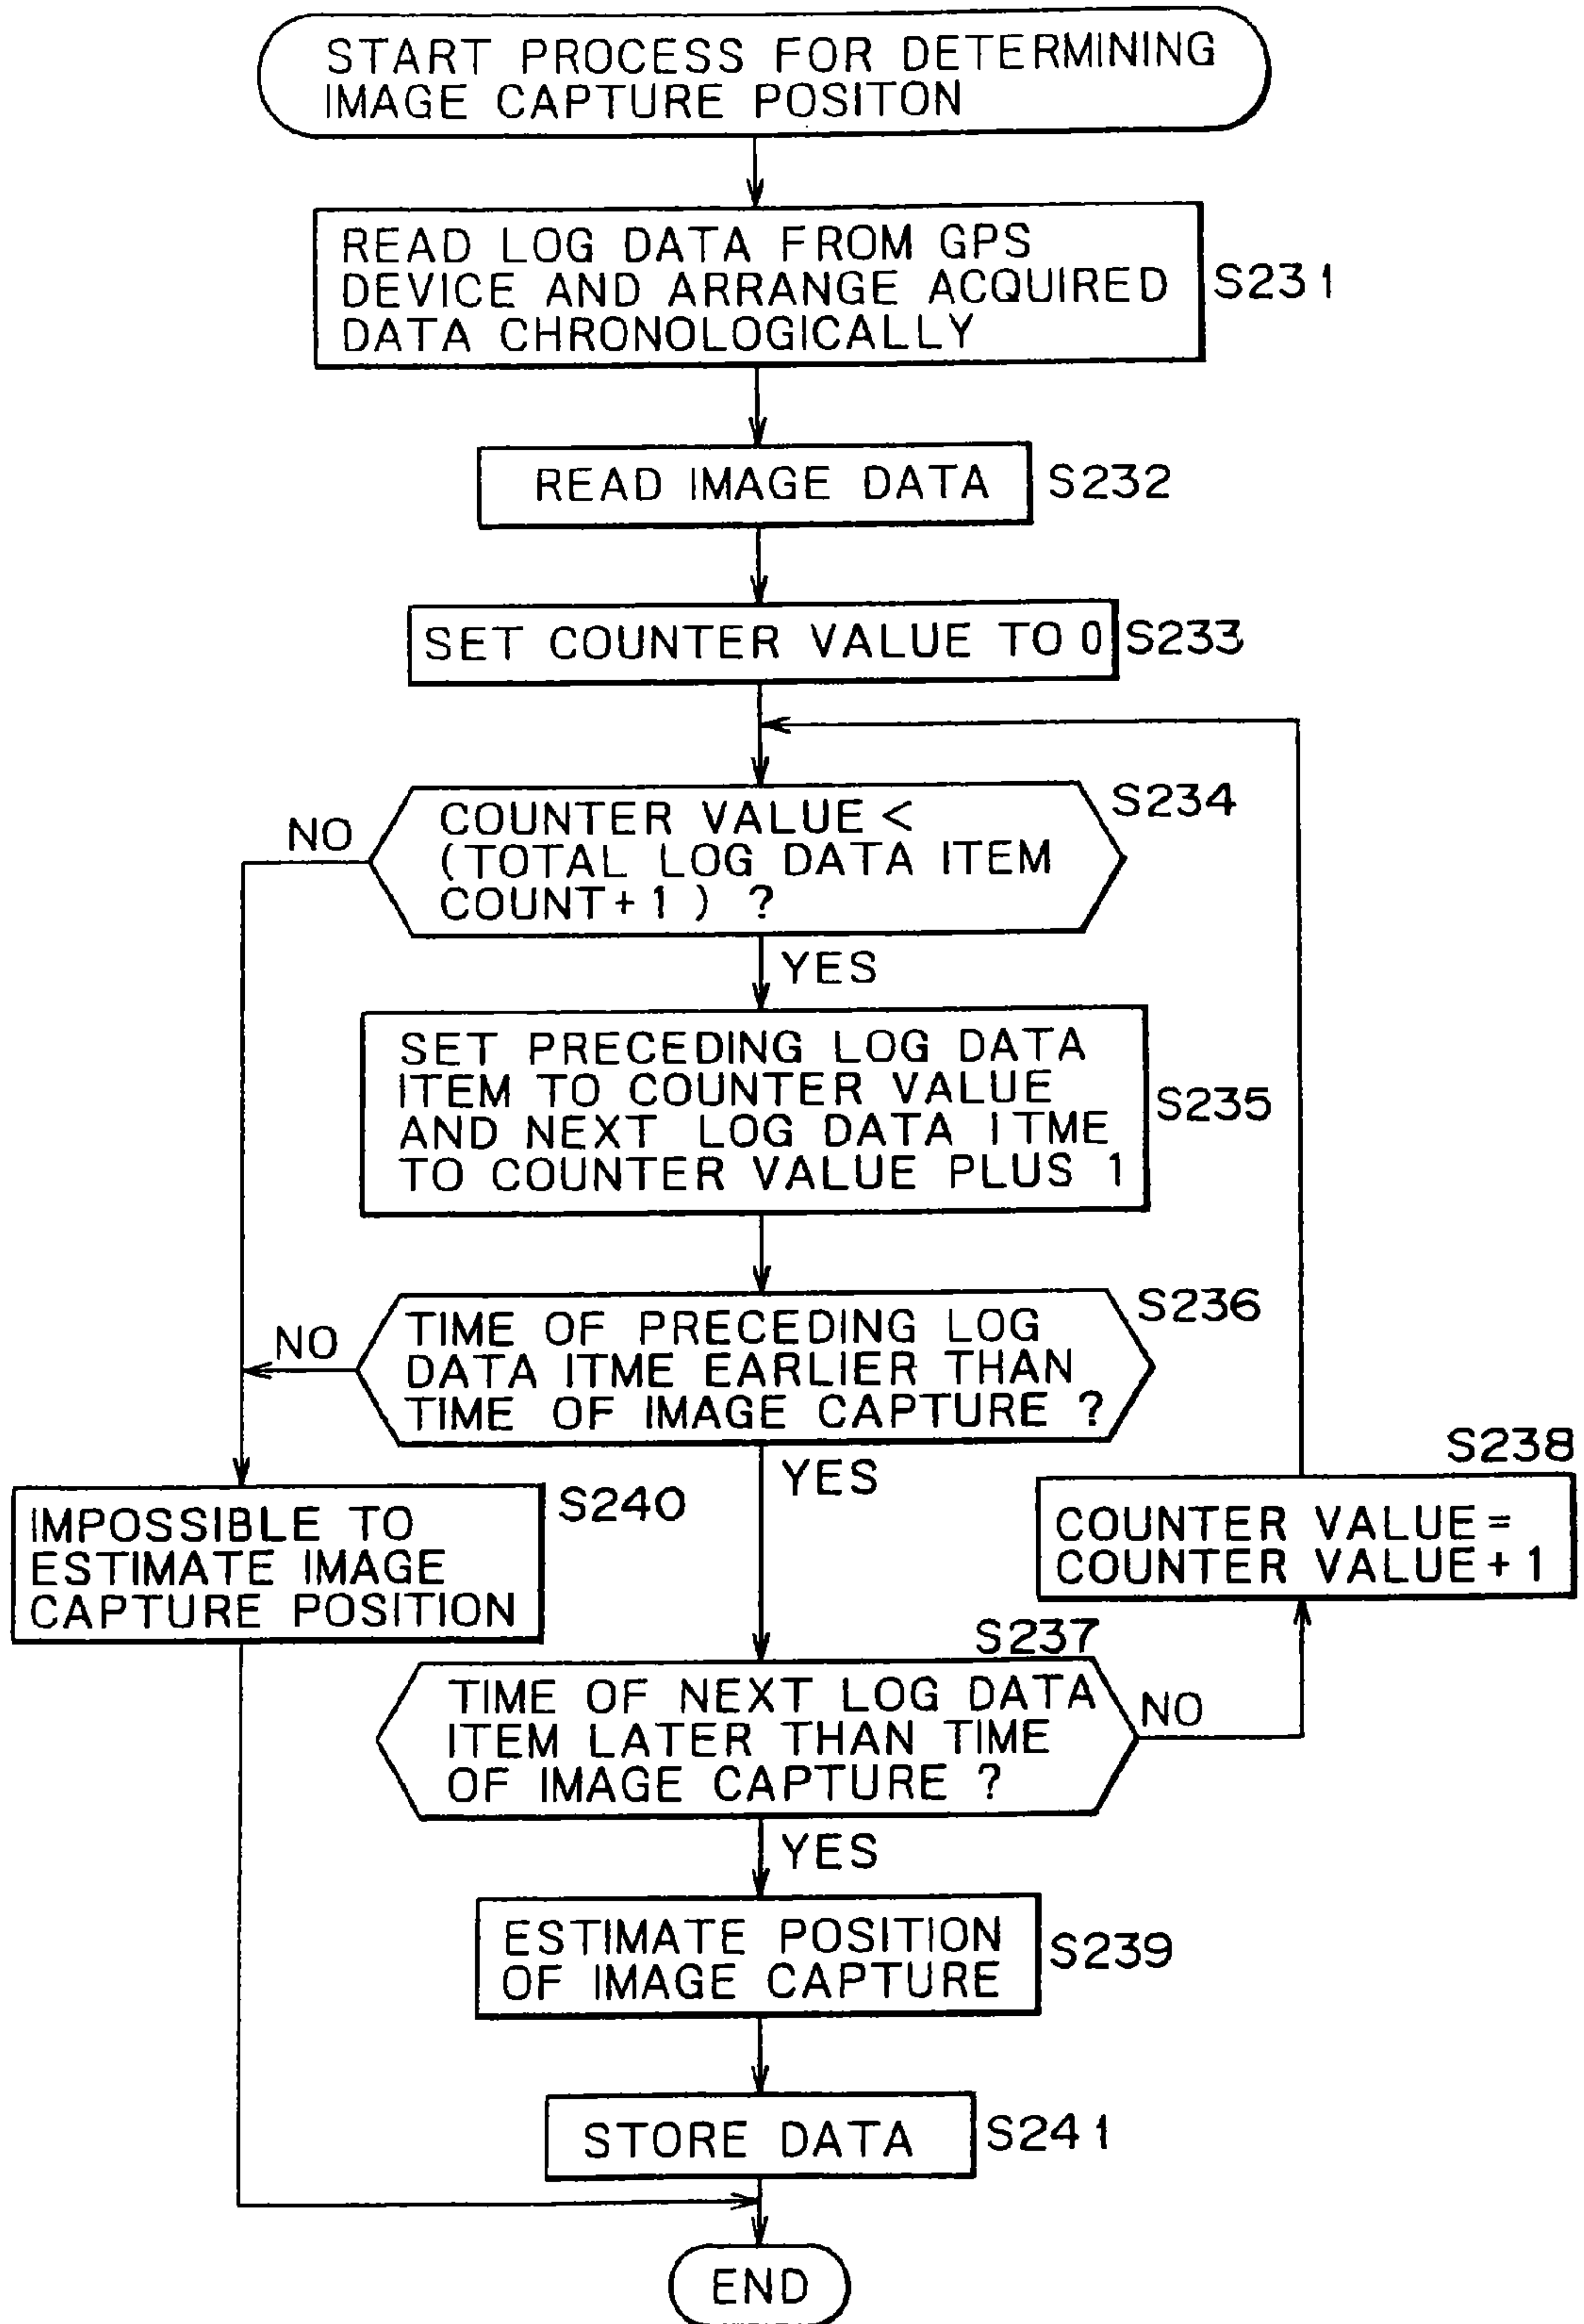 START PROCESS FOR DETERMINING
IMAGE CAPTURE POSITON
READ LOG DATA FROM GPS
DEVICE AND ARRANGE ACQUIRED
DATA CHRONOLOGICALLY
S231
READ IMAGE DATA
S232
SET COUNTER VALUE TO 0
S233
S234
COUNTER VALUE <
(TOTAL LOG DATA ITEM
COUNT+1) ?
NO
YES
SET PRECEDING LOG DATA
ITEM TO COUNTER VALUE
AND NEXT LOG DATA ITME
TO COUNTER VALUE PLUS 1
S235
S236
TIME OF PRECEDING LOG
DATA ITME EARLIER THAN
TIME OF IMAGE CAPTURE ?
NO
YES
S238
COUNTER VALUE=
COUNTER VALUE+1
S240
IMPOSSIBLE TO
ESTIMATE IMAGE
CAPTURE POSITION
S237
TIME OF NEXT LOG DATA
ITEM LATER THAN TIME
OF IMAGE CAPTURE ?
NO
YES
ESTIMATE POSITION
OF IMAGE CAPTURE
S239
STORE DATA
S241
END